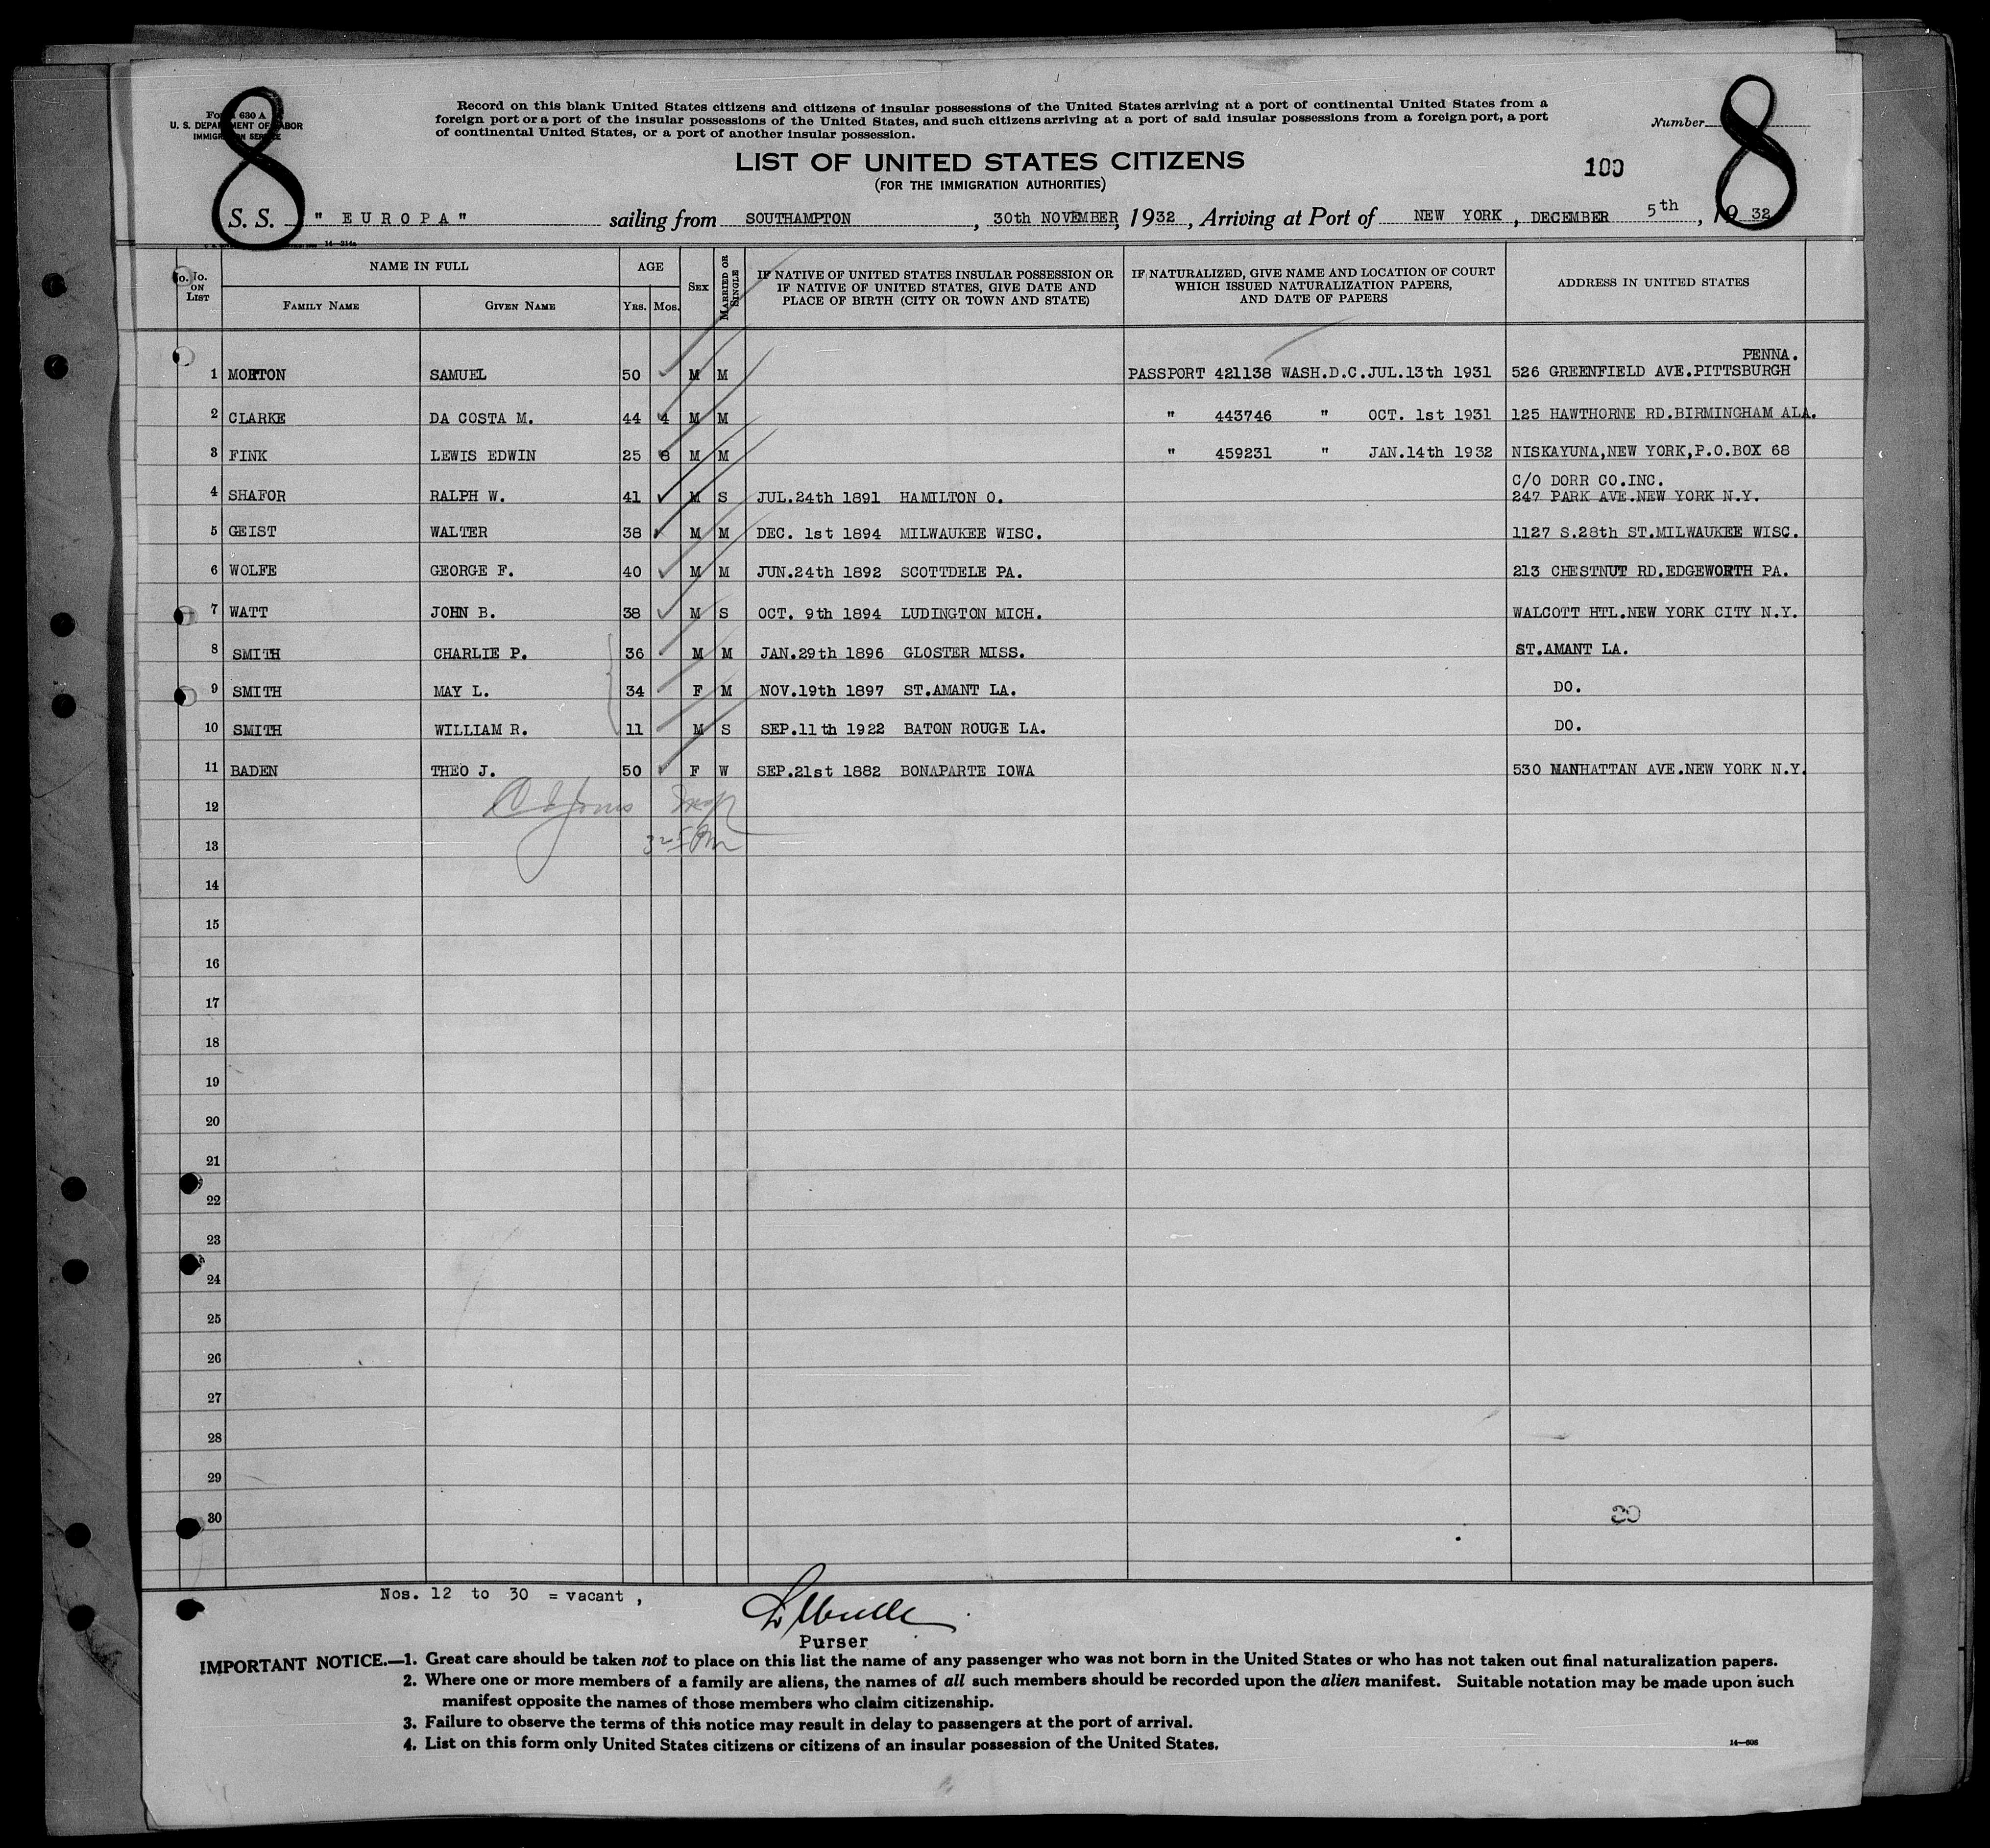 Form 630 A
U. S. DEPARTMENT OF LABOR
IMMIGRATION SERVICE
8
Record on this blank United States citizens and citizens of insular possessions of the United States arriving at a port of continental United States from a
foreign port or a port of the insular possessions of the United States, and such citizens arriving at a port of said insular possessions from a foreign port, a port
of continental United States, or a port of another insular possession.
Number
8
LIST OF UNITED STATES CITIZENS
(FOR THE IMMIGRATION AUTHORITIES)
100
S. S. " EUROPA" sailing from SOUTHAMPTON, 30th NOVEMBER, 1932, Arriving at Port of NEW YORK, DECEMBER 5th, 1932
14—214a
No. ON LIST
NAME IN FULL
FAMILY NAME
GIVEN NAME
AGE
YRS. MOS.
SEX
MARRIED OR SINGLE
IF NATIVE OF UNITED STATES INSULAR POSSESSION OR
IF NATIVE OF UNITED STATES, GIVE DATE AND
PLACE OF BIRTH (CITY OR TOWN AND STATE)
IF NATURALIZED, GIVE NAME AND LOCATION OF COURT
WHICH ISSUED NATURALIZATION PAPERS,
AND DATE OF PAPERS
ADDRESS IN UNITED STATES
PENNA.
1 MORTON SAMUEL 50 M M PASSPORT 421138 WASH.D.C.JUL.13th 1931 526 GREENFIELD AVE.PITTSBURGH
2 CLARKE DA COSTA M. 44 4 M M " 443746 " OCT. 1st 1931 125 HAWTHORNE RD.BIRMINGHAM ALA.
3 FINK LEWIS EDWIN 25 8 M M " 459231 " JAN.14th 1932 NISKAYUNA,NEW YORK,P.O.BOX 68
C/O DORR CO.INC.
4 SHAFOR RALPH W. 41 M S JUL.24th 1891 HAMILTON O. 247 PARK AVE.NEW YORK N.Y.
5 GEIST WALTER 38 M M DEC. 1st 1894 MILWAUKEE WISC. 1127 S.28th ST.MILWAUKEE WISC.
6 WOLFE GEORGE F. 40 M M JUN.24th 1892 SCOTTDELE PA. 213 CHESTNUT RD.EDGEWORTH PA.
7 WATT JOHN B. 38 M S OCT. 9th 1894 LUDINGTON MICH. WALCOTT HTL.NEW YORK CITY N.Y.
8 SMITH CHARLIE P. 36 M M JAN.29th 1896 GLOSTER MISS. ST.AMANT LA.
9 SMITH MAY L. 34 F M NOV.19th 1897 ST.AMANT LA. DO.
10 SMITH WILLIAM R. 11 M S SEP.11th 1922 BATON ROUGE LA. DO.
11 BADEN THEO J. 50 F W SEP.21st 1882 BONAPARTE IOWA 530 MANHATTAN AVE.NEW YORK N.Y.
12
13
14
15
16
17
18
19
20
21
22
23
24
25
26
27
28
29
30
Nos. 12 to 30 = vacant ,
Purser
IMPORTANT NOTICE.—1. Great care should be taken not to place on this list the name of any passenger who was not born in the United States or who has not taken out final naturalization papers.
2. Where one or more members of a family are aliens, the names of all such members should be recorded upon the alien manifest. Suitable notation may be made upon such
manifest opposite the names of those members who claim citizenship.
3. Failure to observe the terms of this notice may result in delay to passengers at the port of arrival.
4. List on this form only United States citizens or citizens of an insular possession of the United States.
14—608